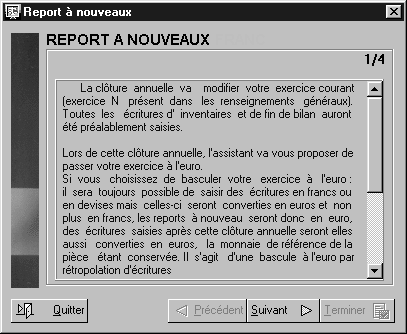 Report à nouveaux
REPORT A NOUVEAUX
1/4
La clôture annuelle va modifier votre exercice courant
(exercice N présent dans les renseignements généraux).
Toutes les écritures d' inventaires et de fin de bilan auront
été préalablement saisies.
Lors de cette clôture annuelle, l'assistant va vous proposer de
passer votre exercice à l'euro.
Si vous choisissez de basculer votre exercice à l'euro :
il sera toujours possible de saisir des écritures en francs ou
en devises mais celles-ci seront converties en euros et non
plus en francs, les reports à nouveau seront donc en euro,
des écritures saisies après cette clôture annuelle seront elles
aussi converties en euros, la monnaie de référence de la
pièce étant conservée. Il s'agit d'une bascule à l'euro par
rétropolation d'écritures
Quitter
Précédent
Suivant
Terminer